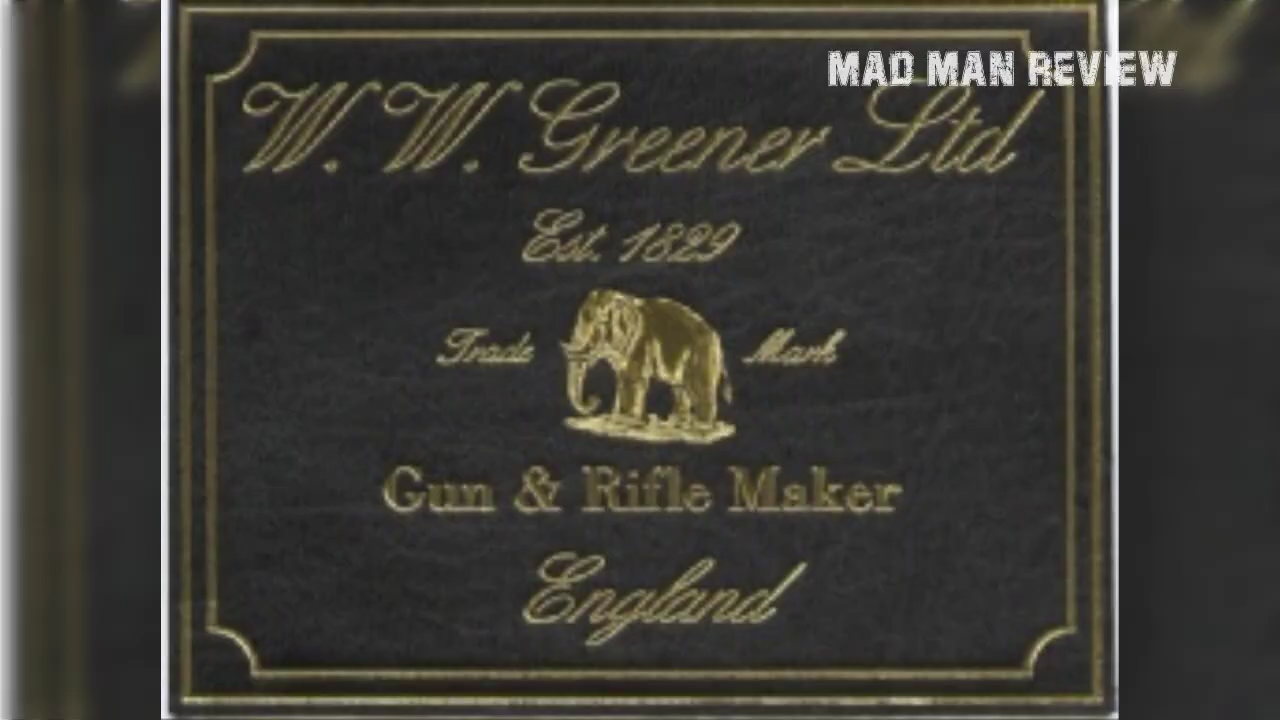 MAD MAN REVIEW
W. W. Greener Ltd
Est. 1829
Trade Mark
Gun & Rifle Maker
England